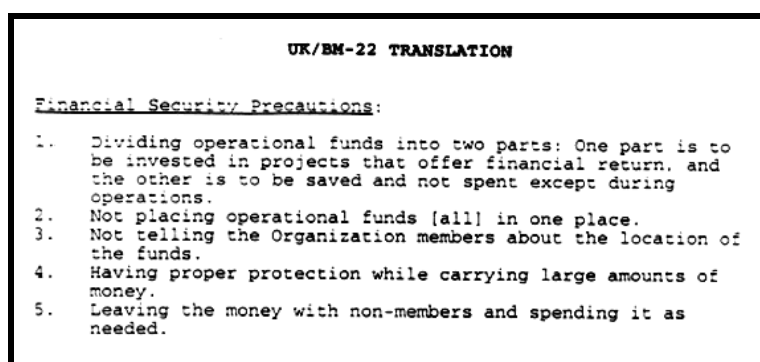 UK/BM-22 TRANSLATION
Financial Security Precautions:
1. Dividing operational funds into two parts: One part is to
be invested in projects that offer financial return, and
the other is to be saved and not spent except during
operations.
2. Not placing operational funds [all] in one place.
3. Not telling the Organization members about the location of
the funds.
4. Having proper protection while carrying large amounts of
money.
5. Leaving the money with non-members and spending it as
needed.